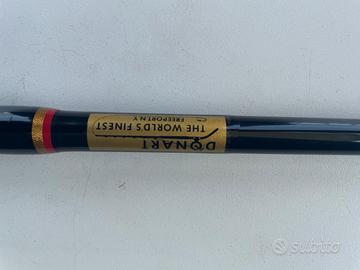 DONART
THE WORLD'S FINEST
FREEPORT N.Y.
subito